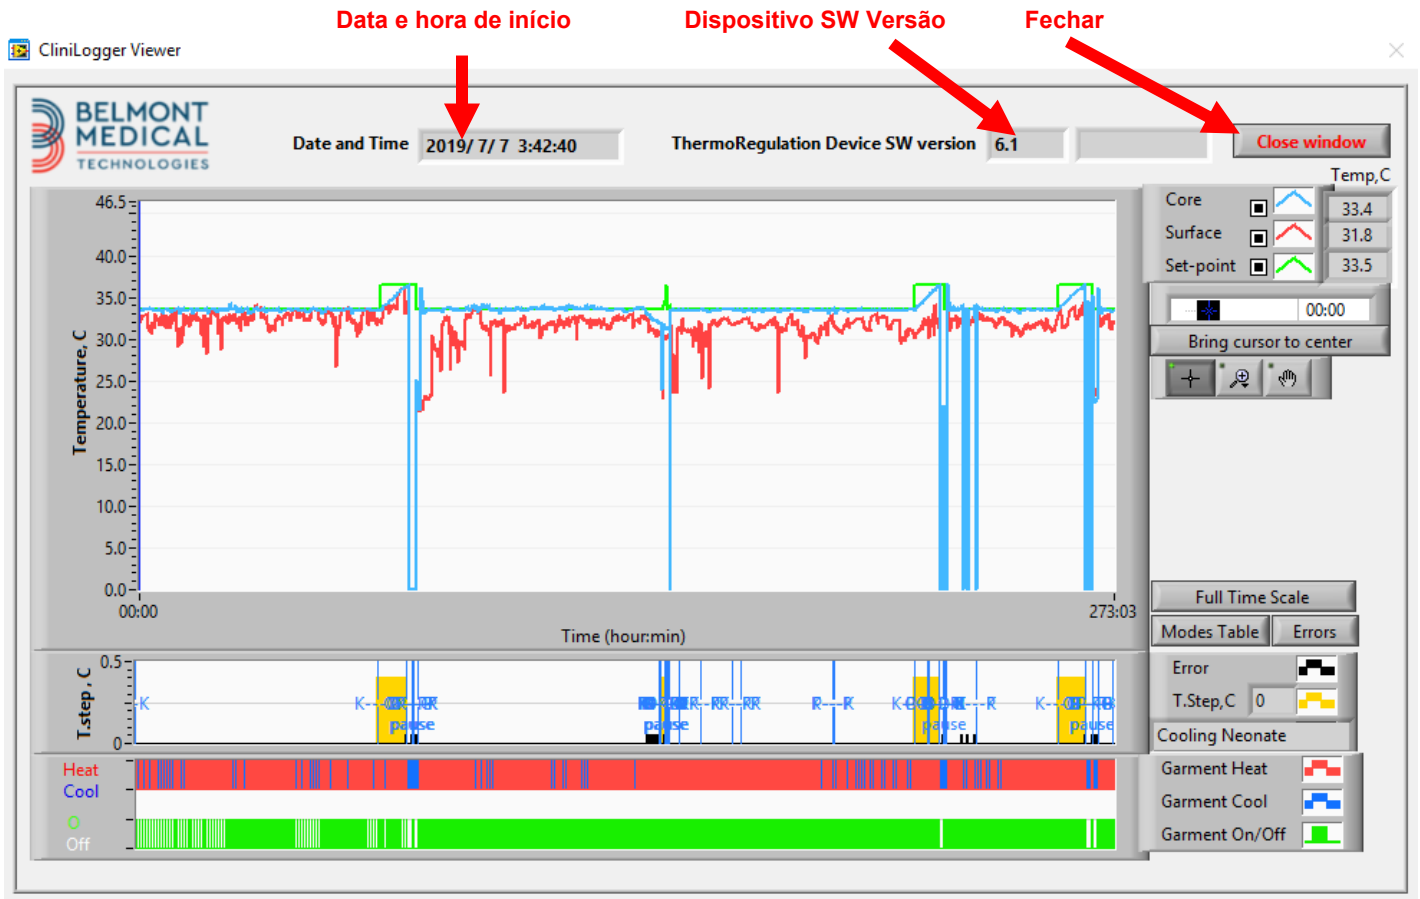 Data e hora de início
Dispositivo SW Versão
Fechar
CliniLogger Viewer
BELMONT
MEDICAL
TECHNOLOGIES
Date and Time
2019/ 7/ 7 3:42:40
ThermoRegulation Device SW version
6.1
Close window
Temp,C
Core
33.4
Surface
31.8
Set-point
33.5
00:00
Bring cursor to center
46.5
40.0
35.0
30.0
25.0
20.0
15.0
10.0
5.0
0.0
Temperature, C
00:00
273:03
Time (hour:min)
Full Time Scale
Modes Table
Errors
0.5
0
T.step, C
K
K
pause
pause
pause
pause
Error
T.Step,C
0
Cooling Neonate
Heat
Cool
O
Off
Garment Heat
Garment Cool
Garment On/Off